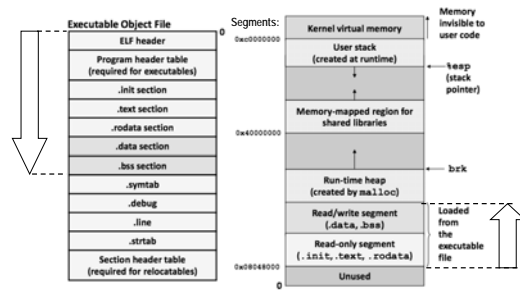 Executable Object File
0
ELF header
Program header table
(required for executables)
.init section
.text section
.rodata section
.data section
.bss section
.symtab
.debug
.line
.strtab
Section header table
(required for relocatables)
Segments:
0xc0000000
Kernel virtual memory
User stack
(created at runtime)
Memory-mapped region for
shared libraries
0x40000000
Run-time heap
(created by malloc)
Read/write segment
(.data, .bss)
Read-only segment
(.init, .text, .rodata)
0x08048000
Unused
0
Memory
invisible to
user code
%esp
(stack
pointer)
brk
Loaded
from
the
executable
file